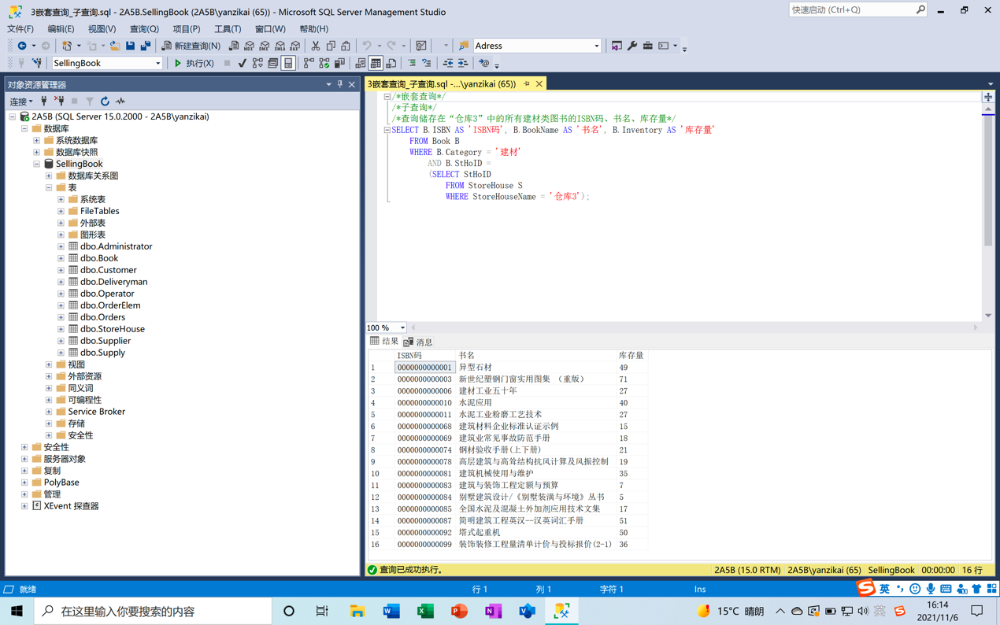 3嵌套查询_子查询.sql - 2A5B.SellingBook (2A5B\yanzikai (65)) - Microsoft SQL Server Management Studio
快速启动 (Ctrl+Q)
文件(F) 编辑(E) 视图(V) 查询(Q) 项目(P) 工具(T) 窗口(W) 帮助(H)
新建查询(N) MDX DMX XMLA DAX Adress
SellingBook 执行(X)
对象资源管理器
连接
2A5B (SQL Server 15.0.2000 - 2A5B\yanzikai)
数据库
系统数据库
数据库快照
SellingBook
数据库关系图
表
系统表
FileTables
外部表
图形表
dbo.Administrator
dbo.Book
dbo.Customer
dbo.Deliveryman
dbo.Operator
dbo.OrderElem
dbo.Orders
dbo.StoreHouse
dbo.Supplier
dbo.Supply
视图
外部资源
同义词
可编程性
Service Broker
存储
安全性
安全性
服务器对象
复制
PolyBase
管理
XEvent 探查器
3嵌套查询_子查询.sql -...\yanzikai (65))
/*嵌套查询*/
/*子查询*/
/*查询储存在“仓库3”中的所有建材类图书的ISBN码、书名、库存量*/
SELECT B.ISBN AS 'ISBN码', B.BookName AS '书名', B.Inventory AS '库存量'
FROM Book B
WHERE B.Category = '建材'
AND B.StHoID =
(SELECT StHoID
FROM StoreHouse S
WHERE StoreHouseName = '仓库3');
100 %
结果 消息
ISBN码 书名 库存量
1 0000000000001 异型石材 49
2 0000000000003 新世纪塑钢门窗实用图集 (重版) 71
3 0000000000006 建材工业五十年 27
4 0000000000010 水泥应用 40
5 0000000000011 水泥工业粉磨工艺技术 27
6 0000000000068 建筑材料企业标准认证示例 15
7 0000000000069 建筑业常见事故防范手册 18
8 0000000000074 钢材验收手册(上下册) 21
9 0000000000078 高层建筑与高耸结构抗风计算及风振控制 19
10 0000000000081 建筑机械使用与维护 35
11 0000000000083 建筑与装饰工程定额与预算 7
12 0000000000084 别墅建筑设计/《别墅装潢与环境》丛书 5
13 0000000000085 全国水泥及混凝土外加剂应用技术文集 17
14 0000000000087 简明建筑工程英汉--汉英词汇手册 51
15 0000000000092 塔式起重机 50
16 0000000000099 装饰装修工程量清单计价与投标报价(2-1) 36
查询已成功执行。 2A5B (15.0 RTM) 2A5B\yanzikai (65) SellingBook 00:00:00 16 行
就绪 行 1 列 1 字符 1 Ins 英
在这里输入你要搜索的内容 15°C 晴朗 英 16:14
2021/11/6